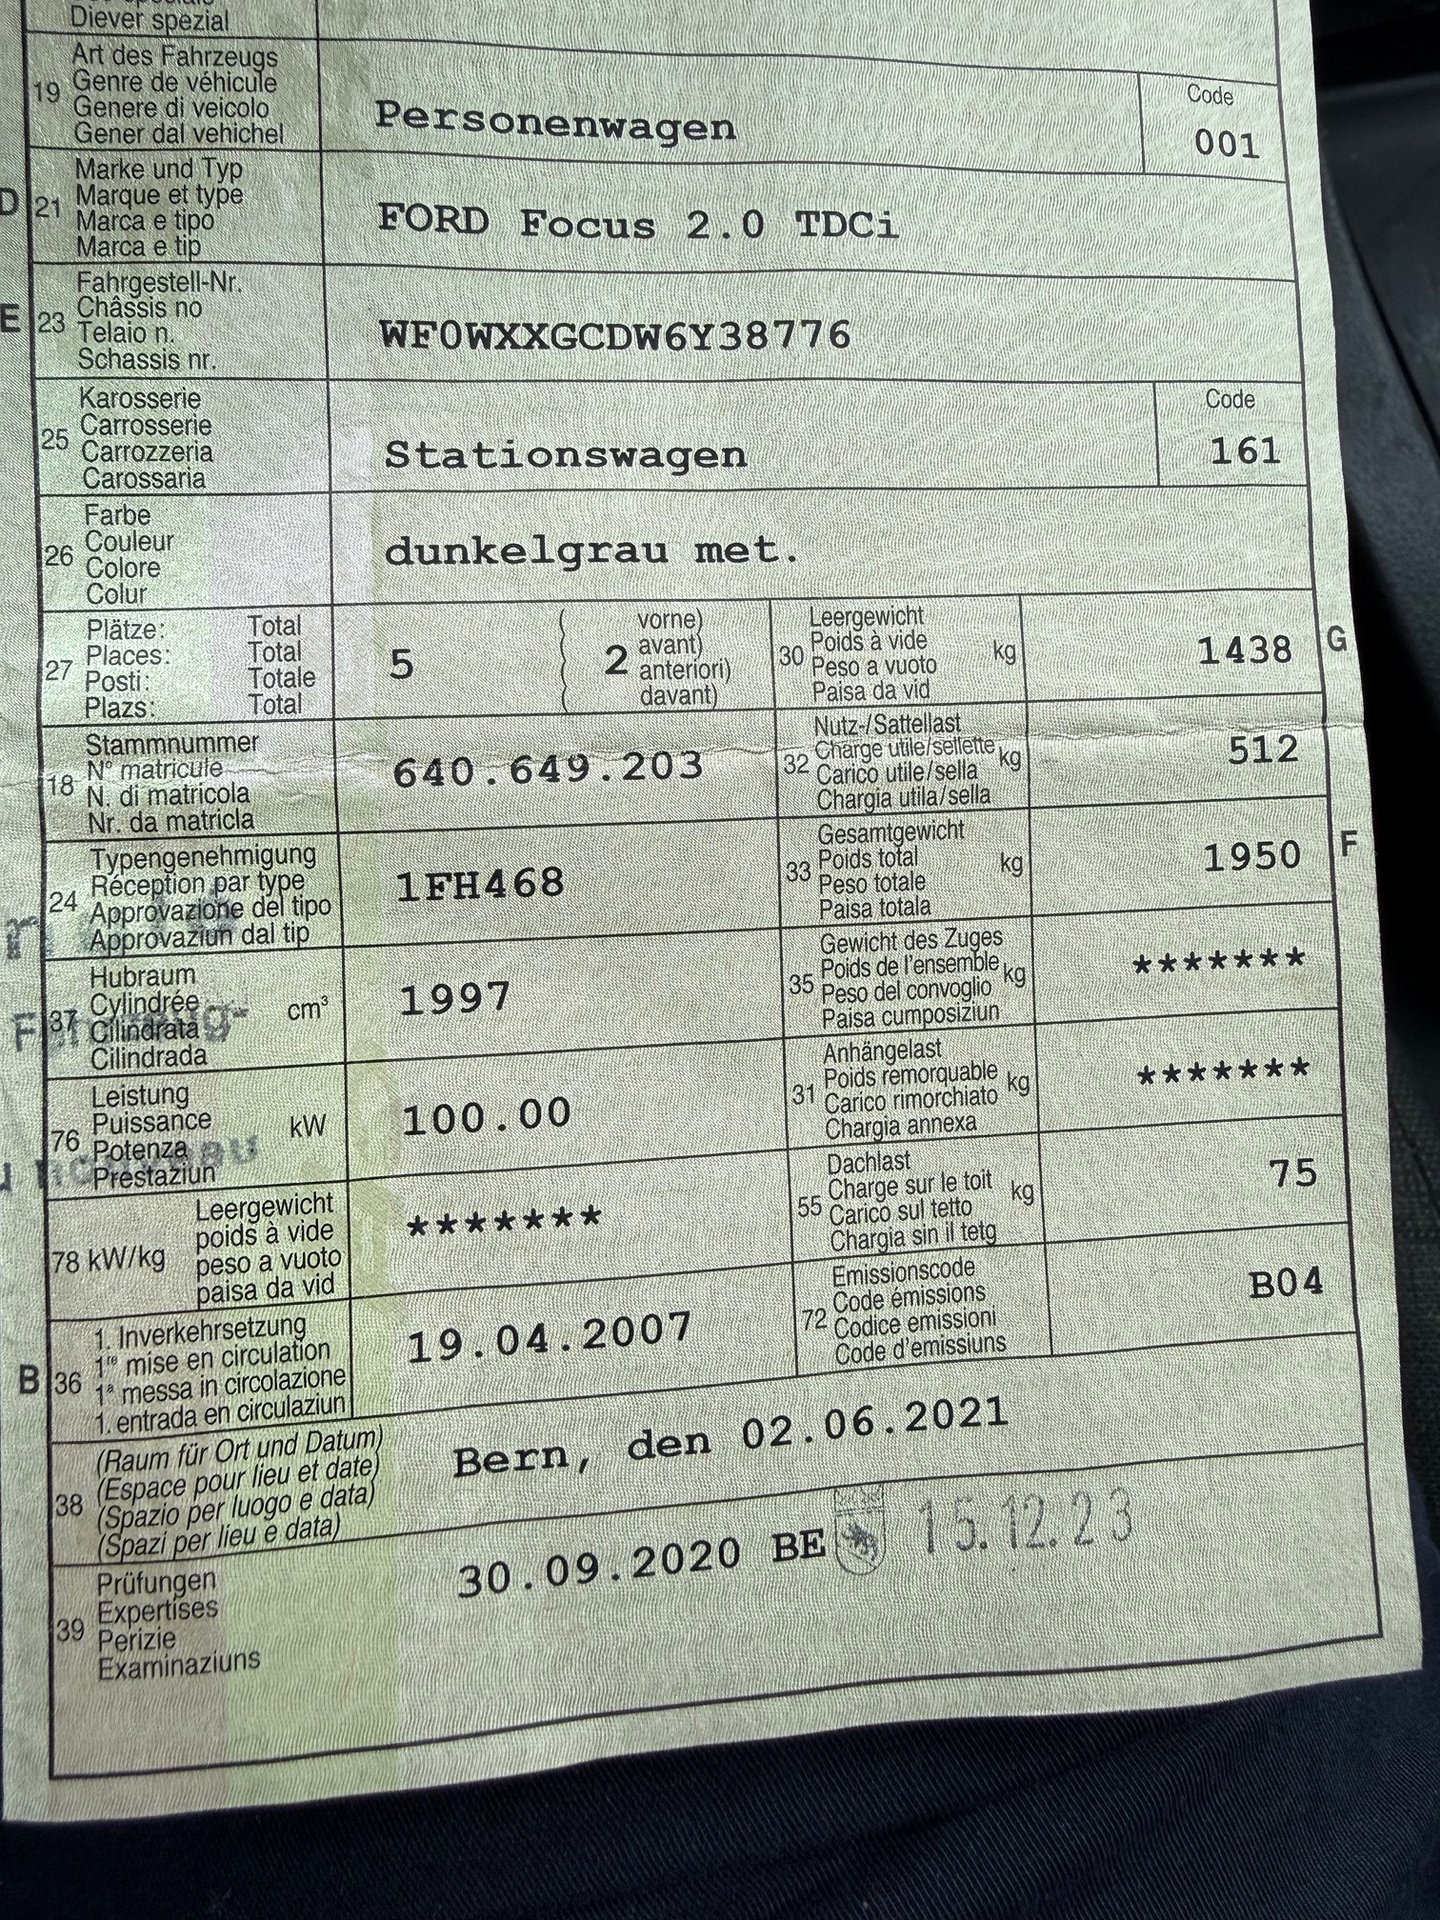 Diever spezial
19 Art des Fahrzeugs
Genre de véhicule
Genere di veicolo
Gener dal vehichel
Personenwagen
Code
001
D 21 Marke und Typ
Marque et type
Marca e tipo
Marca e tip
FORD Focus 2.0 TDCi
E 23 Fahrgestell-Nr.
Châssis no
Telaio n.
Schassis nr.
WF0WXXGCDW6Y38776
25 Karosserie
Carrosserie
Carrozzeria
Carossaria
Stationswagen
Code
161
26 Farbe
Couleur
Colore
Colur
dunkelgrau met.
27 Plätze: Total
Places: Total
Posti: Totale
Plazs: Total
5
( 2 vorne)
avant)
anteriori)
davant)
30 Leergewicht
Poids à vide kg
Peso a vuoto
Paisa da vid
1438 G
18 Stammnummer
N° matricule
N. di matricola
Nr. da matricla
640.649.203
32 Nutz-/Sattellast
Charge utile/sellette kg
Carico utile/sella
Chargia utila/sella
512
24 Typengenehmigung
Réception par type
Approvazione del tipo
Approvaziun dal tip
1FH468
33 Gesamtgewicht
Poids total kg
Peso totale
Paisa totala
1950 F
37 Hubraum
Cylindrée cm³
Cilindrata
Cilindrada
1997
35 Gewicht des Zuges
Poids de l'ensemble kg
Peso del convoglio
Paisa cumposiziun
*******
76 Leistung
Puissance kW
Potenza
Prestaziun
100.00
31 Anhängelast
Poids remorquable kg
Carico rimorchiato
Chargia annexa
*******
78 kW/kg Leergewicht
poids à vide
peso a vuoto
paisa da vid
*******
55 Dachlast
Charge sur le toit kg
Carico sul tetto
Chargia sin il tetg
75
B 36 1. Inverkehrsetzung
1re mise en circulation
1a messa in circolazione
1. entrada en circulaziun
19.04.2007
72 Emissionscode
Code émissions
Codice emissioni
Code d'emissiuns
B04
38 (Raum für Ort und Datum)
(Espace pour lieu et date)
(Spazio per luogo e data)
(Spazi per lieu e data)
Bern, den 02.06.2021
39 Prüfungen
Expertises
Perizie
Examinaziuns
30.09.2020 BE 15.12.23